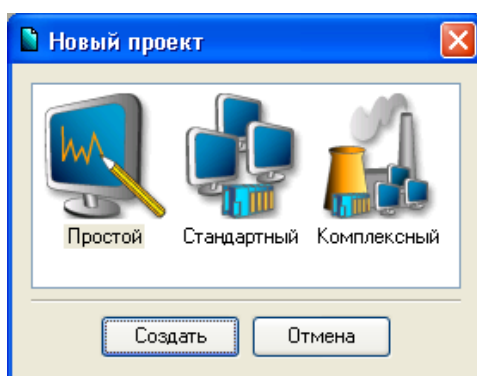 Новый проект
Простой Стандартный Комплексный
Создать Отмена